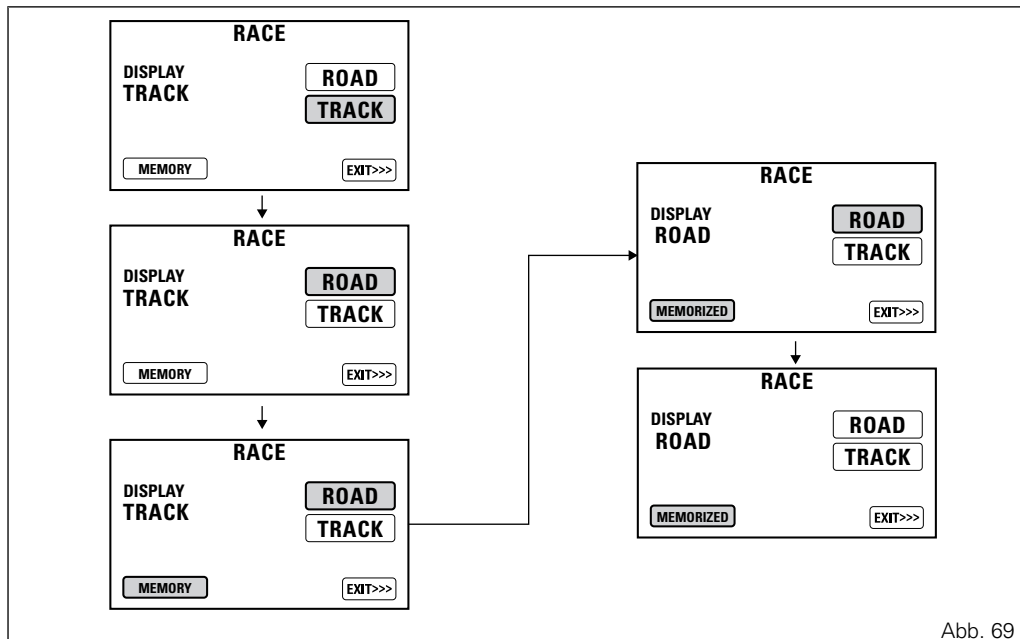 RACE
DISPLAY
TRACK
ROAD
TRACK
MEMORY
EXIT>>>
RACE
DISPLAY
TRACK
ROAD
TRACK
MEMORY
EXIT>>>
RACE
DISPLAY
TRACK
ROAD
TRACK
MEMORY
EXIT>>>
RACE
DISPLAY
ROAD
ROAD
TRACK
MEMORIZED
EXIT>>>
RACE
DISPLAY
ROAD
ROAD
TRACK
MEMORIZED
EXIT>>>
Abb. 69